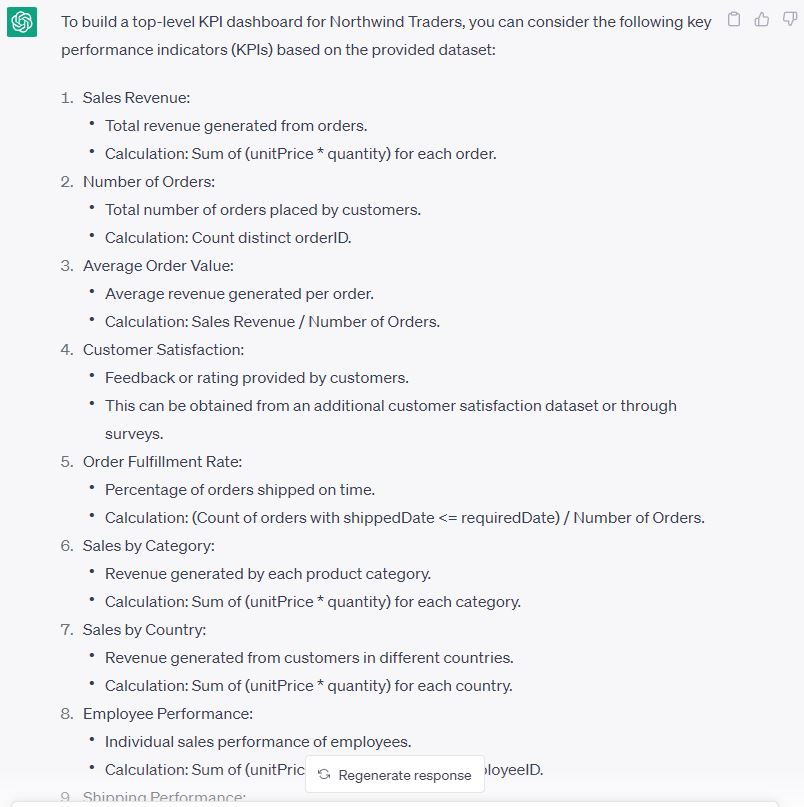 To build a top-level KPI dashboard for Northwind Traders, you can consider the following key
performance indicators (KPIs) based on the provided dataset:
1. Sales Revenue:
• Total revenue generated from orders.
• Calculation: Sum of (unitPrice * quantity) for each order.
2. Number of Orders:
• Total number of orders placed by customers.
• Calculation: Count distinct orderID.
3. Average Order Value:
• Average revenue generated per order.
• Calculation: Sales Revenue / Number of Orders.
4. Customer Satisfaction:
• Feedback or rating provided by customers.
• This can be obtained from an additional customer satisfaction dataset or through
surveys.
5. Order Fulfillment Rate:
• Percentage of orders shipped on time.
• Calculation: (Count of orders with shippedDate <= requiredDate) / Number of Orders.
6. Sales by Category:
• Revenue generated by each product category.
• Calculation: Sum of (unitPrice * quantity) for each category.
7. Sales by Country:
• Revenue generated from customers in different countries.
• Calculation: Sum of (unitPrice * quantity) for each country.
8. Employee Performance:
• Individual sales performance of employees.
• Calculation: Sum of (unitPric
Regenerate response
loyeeID.
9. Shipping Performance: